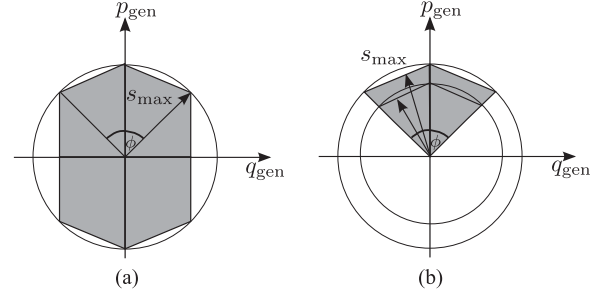 p_gen p_gen
s_max s_max
ϕ ϕ
q_gen q_gen
(a) (b)